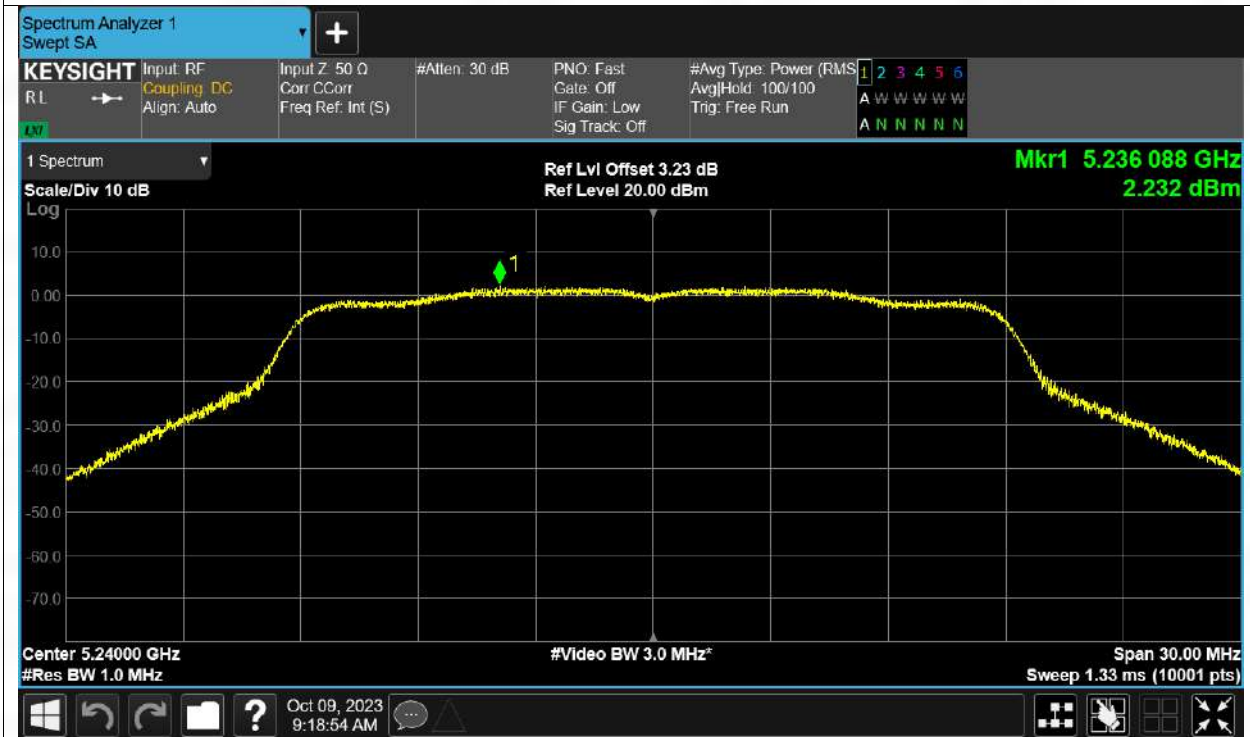 Spectrum Analyzer 1
Swept SA
+
KEYSIGHT
R L
LXI
Input: RF
Coupling: DC
Align: Auto
Input Z: 50 Ω
Corr CCorr
Freq Ref: Int (S)
#Atten: 30 dB
PNO: Fast
Gate: Off
IF Gain: Low
Sig Track: Off
#Avg Type: Power (RMS
Avg|Hold: 100/100
Trig: Free Run
1 2 3 4 5 6
A W W W W W
A N N N N N
1 Spectrum
Scale/Div 10 dB
Log
Ref Lvl Offset 3.23 dB
Ref Level 20.00 dBm
Mkr1 5.236 088 GHz
2.232 dBm
10.0
0.00
-10.0
-20.0
-30.0
-40.0
-50.0
-60.0
-70.0
1
Center 5.24000 GHz
#Res BW 1.0 MHz
#Video BW 3.0 MHz*
Span 30.00 MHz
Sweep 1.33 ms (10001 pts)
?
Oct 09, 2023
9:18:54 AM